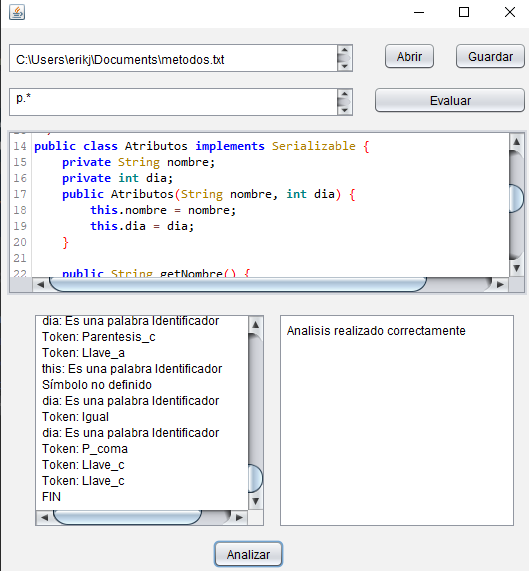 C:\Users\erikj\Documents\metodos.txt
Abrir
Guardar
p.*
Evaluar
14 public class Atributos implements Serializable {
15     private String nombre;
16     private int dia;
17     public Atributos(String nombre, int dia) {
18         this.nombre = nombre;
19         this.dia = dia;
20     }
21
22     public String getNombre() {
dia: Es una palabra Identificador
Token: Parentesis_c
Token: Llave_a
this: Es una palabra Identificador
Símbolo no definido
dia: Es una palabra Identificador
Token: Igual
dia: Es una palabra Identificador
Token: P_coma
Token: Llave_c
Token: Llave_c
FIN
Analisis realizado correctamente
Analizar